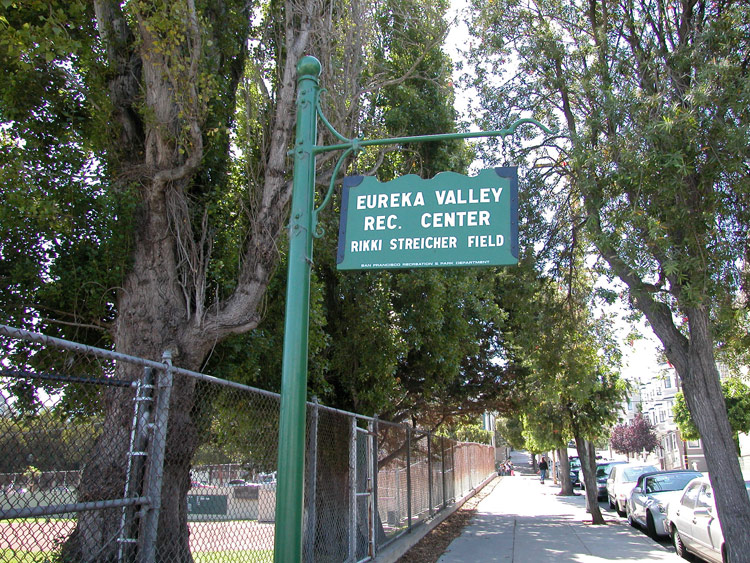 EUREKA VALLEY
REC. CENTER
RIKKI STREICHER FIELD
SAN FRANCISCO RECREATION & PARK DEPARTMENT